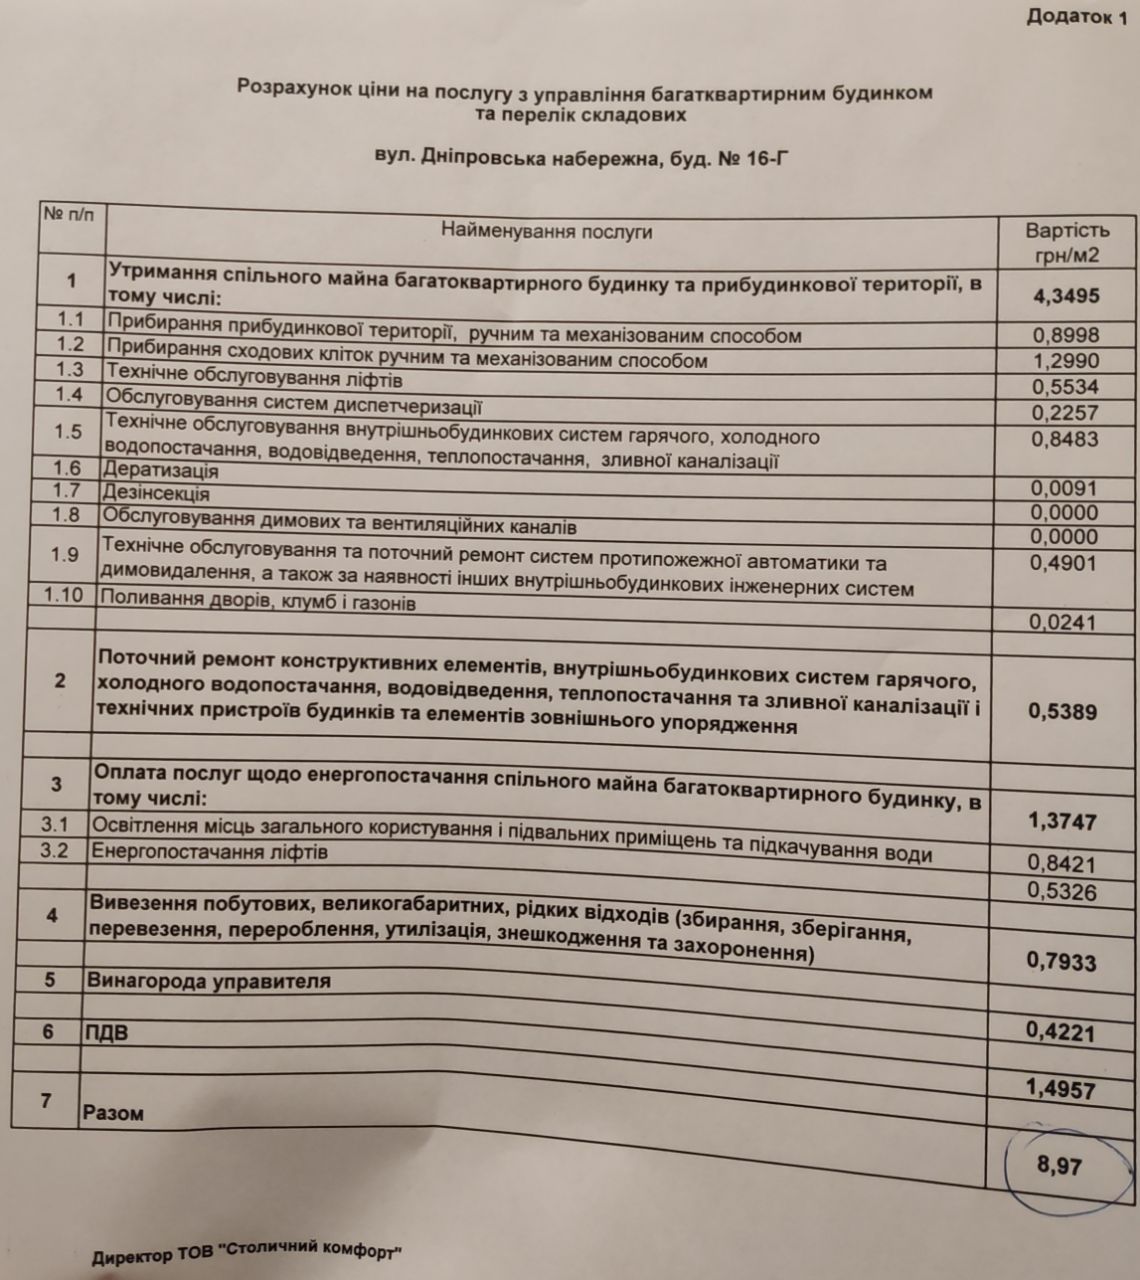 Додаток 1
Розрахунок ціни на послугу з управління багатквартирним будинком
та перелік складових
вул. Дніпровська набережна, буд. № 16-Г
№ п/п Найменування послуги Вартість
грн/м2
1 Утримання спільного майна багатоквартирного будинку та прибудинкової території, в
тому числі: 4,3495
1.1 Прибирання прибудинкової території, ручним та механізованим способом 0,8998
1.2 Прибирання сходових кліток ручним та механізованим способом 1,2990
1.3 Технічне обслуговування ліфтів 0,5534
1.4 Обслуговування систем диспетчеризації 0,2257
1.5 Технічне обслуговування внутрішньобудинкових систем гарячого, холодного 0,8483
водопостачання, водовідведення, теплопостачання, зливної каналізації
1.6 Дератизація 0,0091
1.7 Дезінсекція 0,0000
1.8 Обслуговування димових та вентиляційних каналів 0,0000
1.9 Технічне обслуговування та поточний ремонт систем протипожежної автоматики та 0,4901
димовидалення, а також за наявності інших внутрішньобудинкових інженерних систем
1.10 Поливання дворів, клумб і газонів 0,0241
2 Поточний ремонт конструктивних елементів, внутрішньобудинкових систем гарячого,
холодного водопостачання, водовідведення, теплопостачання та зливної каналізації і 0,5389
технічних пристроїв будинків та елементів зовнішнього упорядження
3 Оплата послуг щодо енергопостачання спільного майна багатоквартирного будинку, в
тому числі: 1,3747
3.1 Освітлення місць загального користування і підвальних приміщень та підкачування води 0,8421
3.2 Енергопостачання ліфтів 0,5326
4 Вивезення побутових, великогабаритних, рідких відходів (збирання, зберігання,
перевезення, перероблення, утилізація, знешкодження та захоронення) 0,7933
5 Винагорода управителя 0,4221
6 ПДВ 1,4957
7 Разом 8,97
Директор ТОВ "Столичний комфорт"